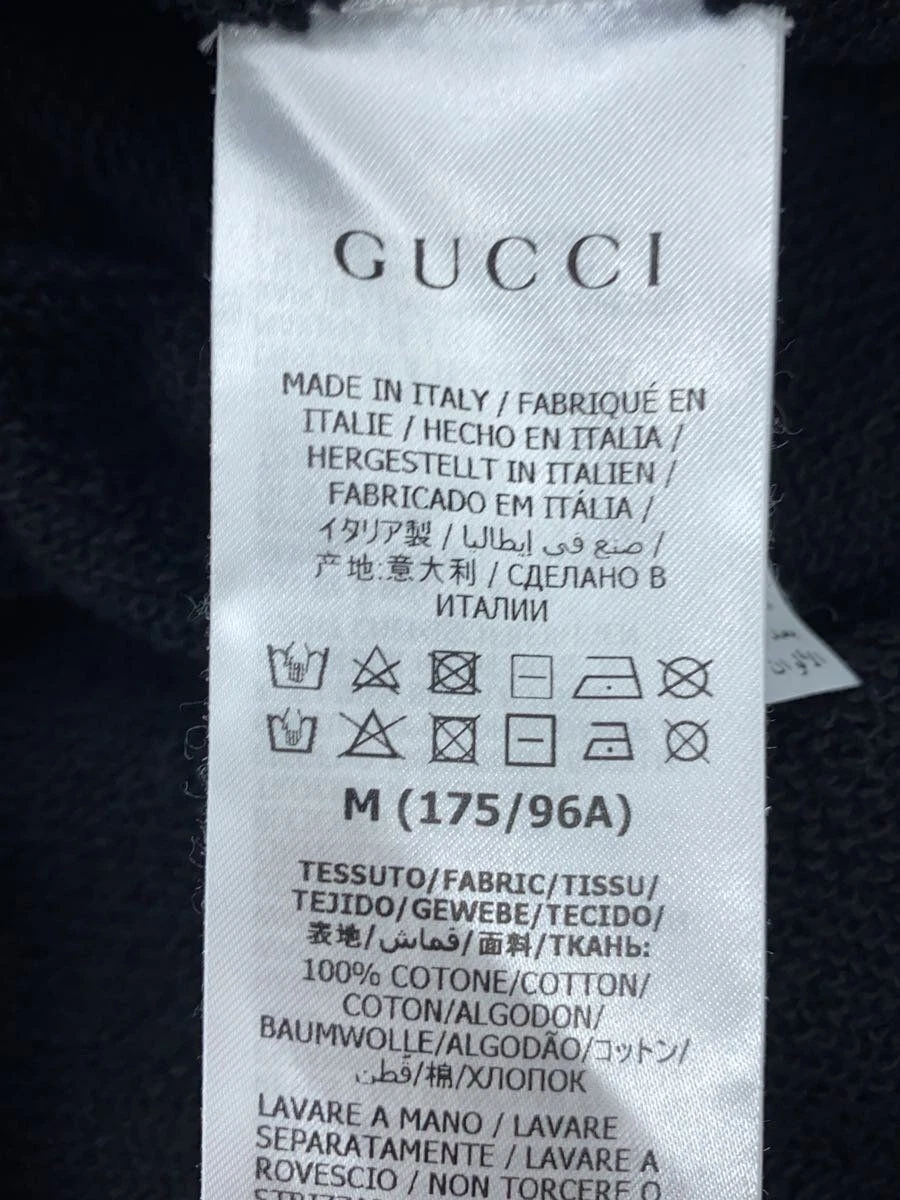 GUCCI
MADE IN ITALY / FABRIQUÉ EN
ITALIE / HECHO EN ITALIA /
HERGESTELLT IN ITALIEN /
FABRICADO EM ITÁLIA /
イタリア製 / صنع في إيطاليا /
产地:意大利 / СДЕЛАНО В
ИТАЛИИ
M (175/96A)
TESSUTO/FABRIC/TISSU/
TEJIDO/GEWEBE/TECIDO/
表地/قماش/面料/ТКАНЬ:
100% COTONE/COTTON/
COTON/ALGODON/
BAUMWOLLE/ALGODÃO/コットン/
قطن/棉/ХЛОПОК
LAVARE A MANO / LAVARE
SEPARATAMENTE / LAVARE A
ROVESCIO / NON TORCERE O
بعد
الألوان